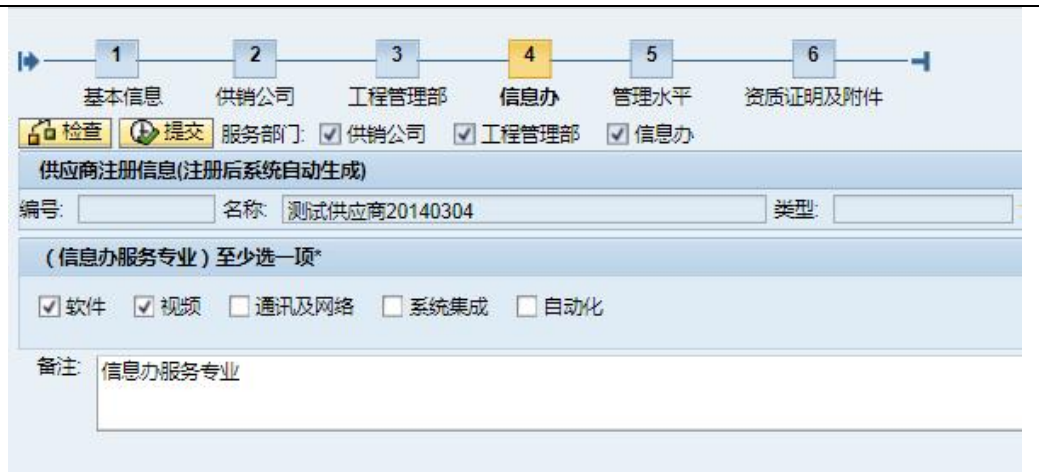 1 2 3 4 5 6
基本信息 供销公司 工程管理部 信息办 管理水平 资质证明及附件
检查 提交 服务部门: 供销公司 工程管理部 信息办
供应商注册信息(注册后系统自动生成)
编号: 名称: 测试供应商20140304 类型:
（信息办服务专业）至少选一项*
软件 视频 通讯及网络 系统集成 自动化
备注: 信息办服务专业